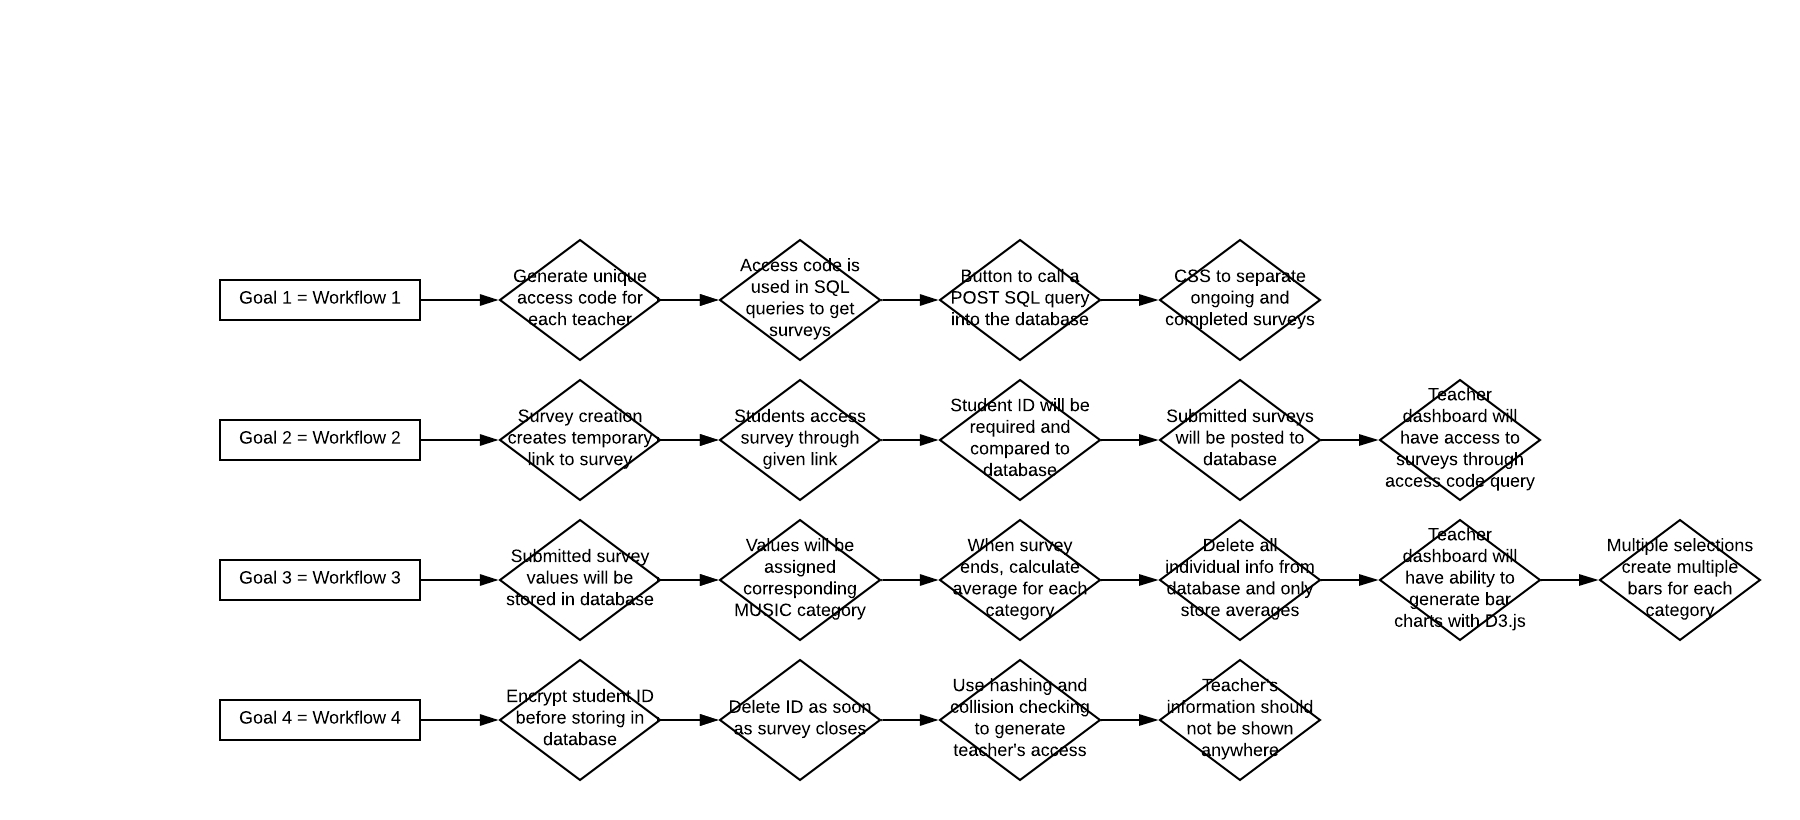 Goal 1 = Workflow 1
Generate unique
access code for
each teacher
Access code is
used in SQL
queries to get
surveys
Button to call a
POST SQL query
into the database
CSS to separate
ongoing and
completed surveys
Goal 2 = Workflow 2
Survey creation
creates temporary
link to survey
Students access
survey through
given link
Student ID will be
required and
compared to
database
Submitted surveys
will be posted to
database
Teacher
dashboard will
have access to
surveys through
access code query
Goal 3 = Workflow 3
Submitted survey
values will be
stored in database
Values will be
assigned
corresponding
MUSIC category
When survey
ends, calculate
average for each
category
Delete all
individual info from
database and only
store averages
Teacher
dashboard will
have ability to
generate bar
charts with D3.js
Multiple selections
create multiple
bars for each
category
Goal 4 = Workflow 4
Encrypt student ID
before storing in
database
Delete ID as soon
as survey closes
Use hashing and
collision checking
to generate
teacher's access
Teacher's
information should
not be shown
anywhere